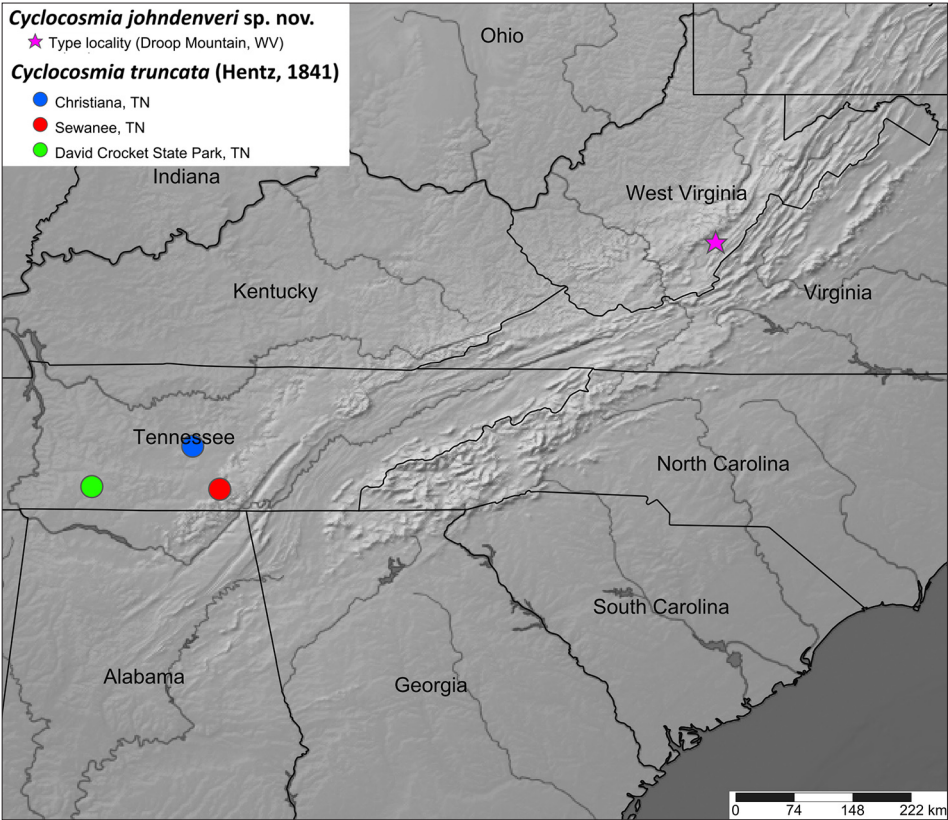 Cyclocosmia johndenveri sp. nov.
Type locality (Droop Mountain, WV)
Cyclocosmia truncata (Hentz, 1841)
Christiana, TN
Sewanee, TN
David Crocket State Park, TN
Ohio
Indiana
West Virginia
Kentucky
Virginia
Tennessee
North Carolina
South Carolina
Alabama
Georgia
0 74 148 222 km